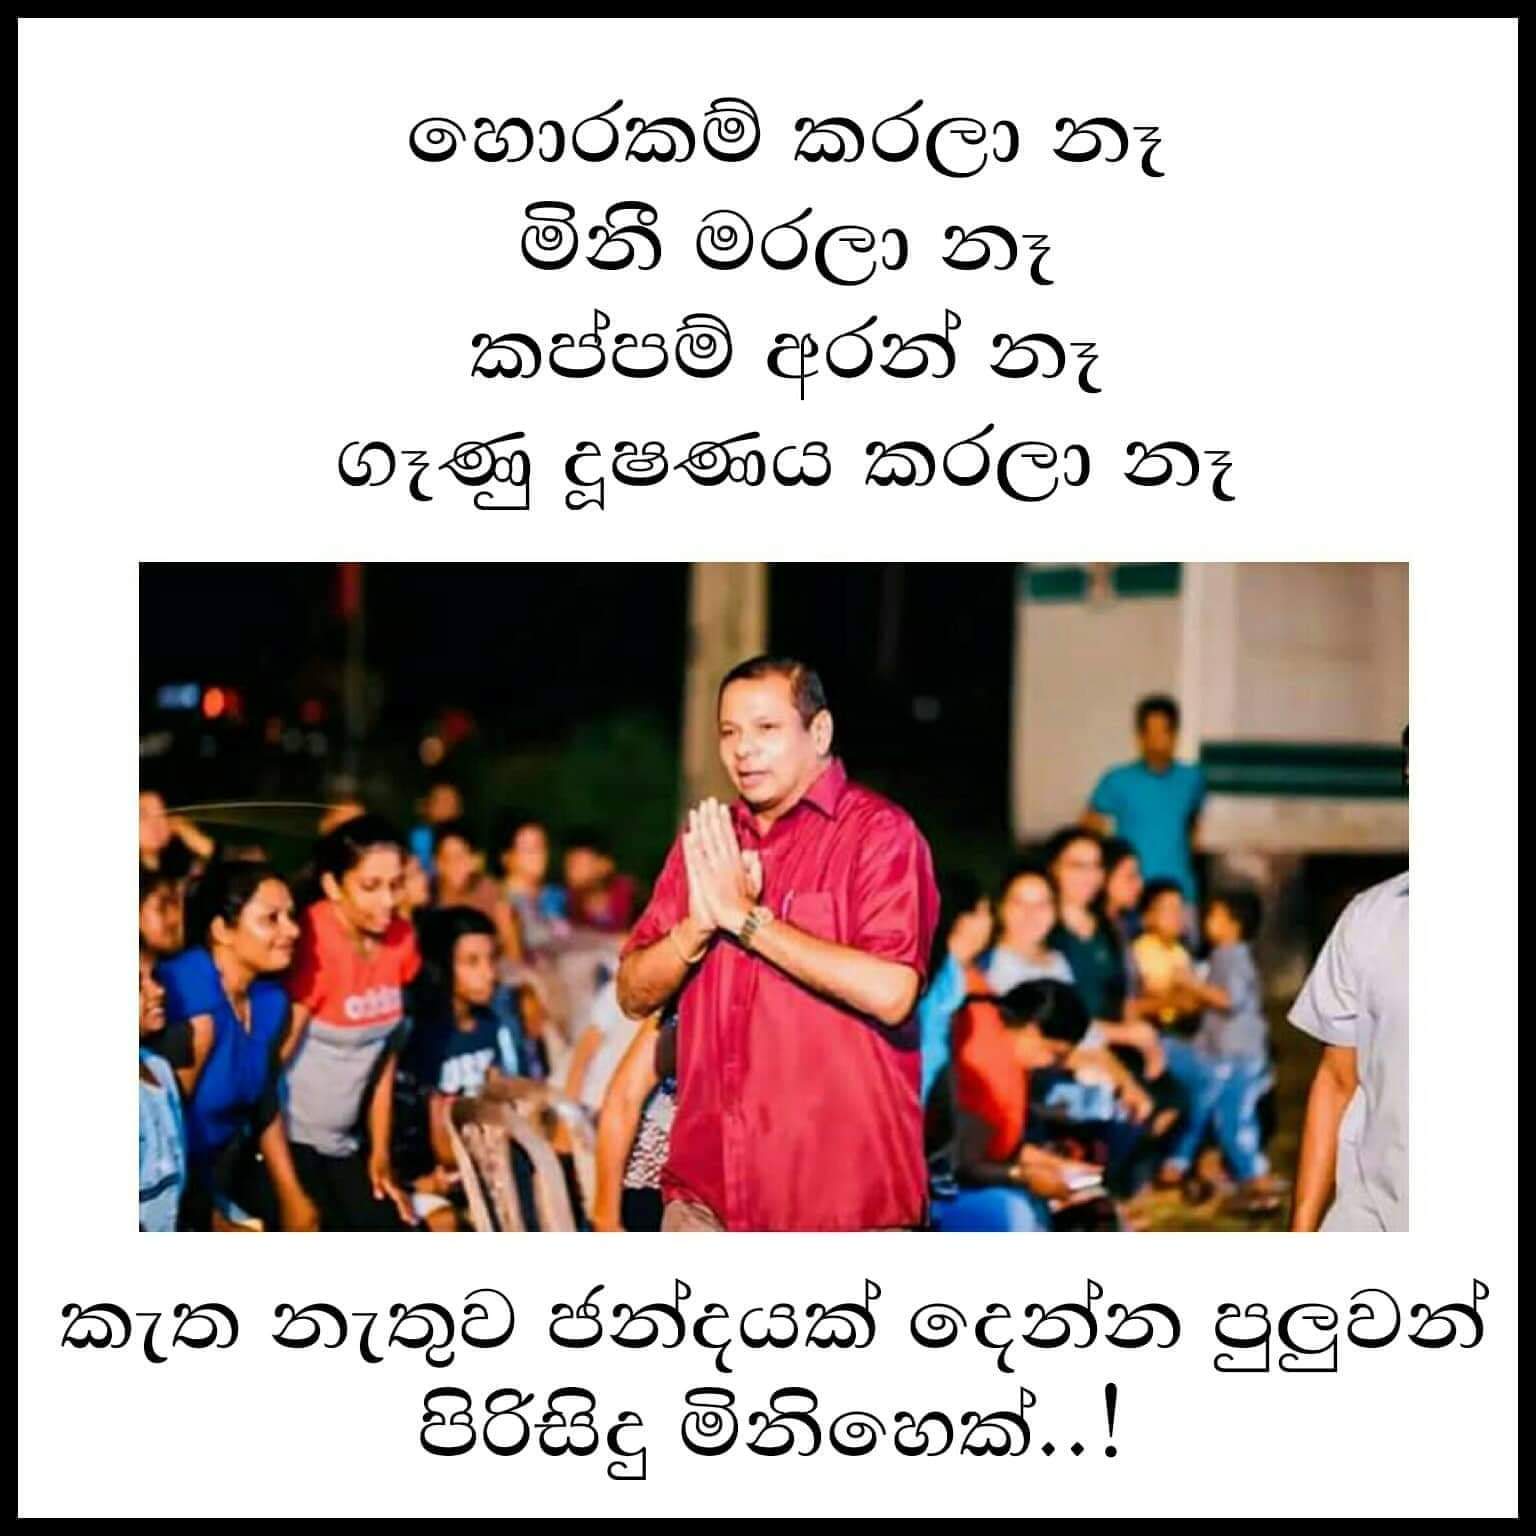 හොරකම් කරලා නෑ
මිනී මරලා නෑ
කප්පම් අරන් නෑ
ගෑණු දූෂණය කරලා නෑ
කැත නැතුව ඡන්දයක් දෙන්න පුලුවන්
පිරිසිදු මිනිහෙක්..!